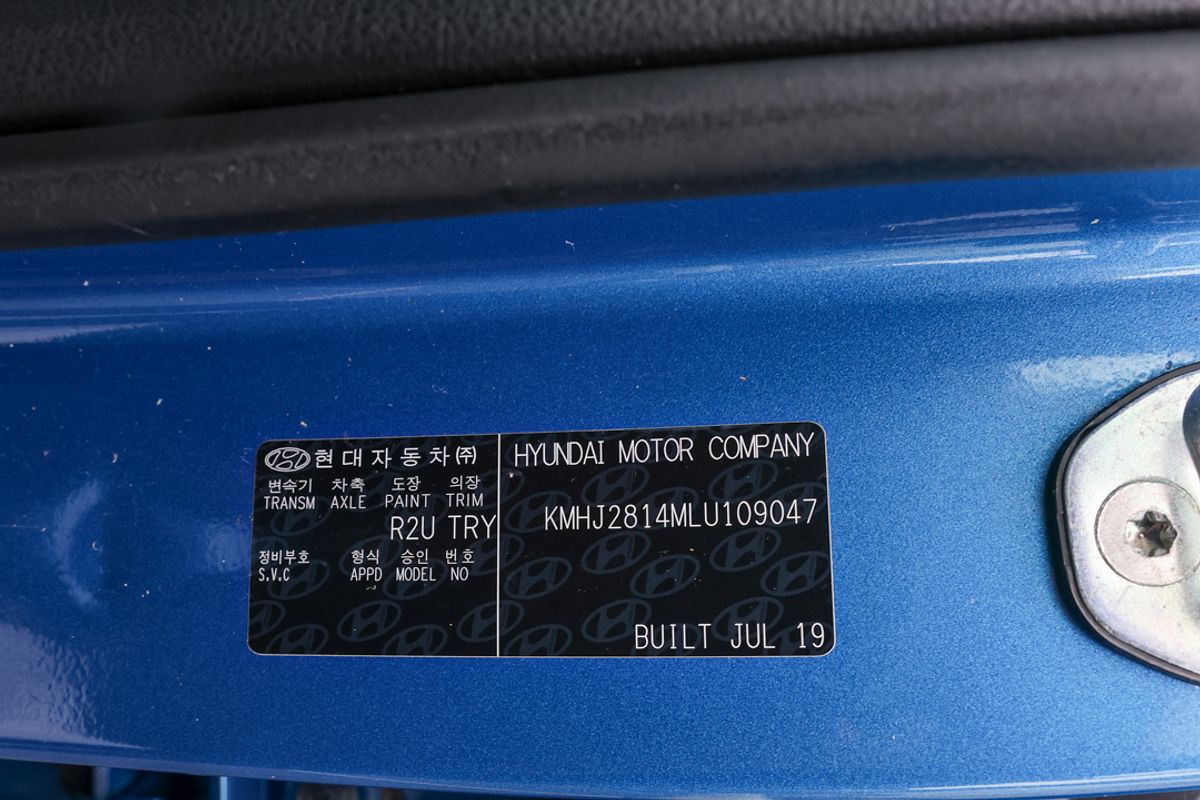 현대자동차(주)
변속기 차축 도장 의장
TRANSM AXLE PAINT TRIM
R2U TRY
정비부호 형식 승인 번호
S.V.C APPD MODEL NO
HYUNDAI MOTOR COMPANY
KMHJ2814MLU109047
BUILT JUL 19